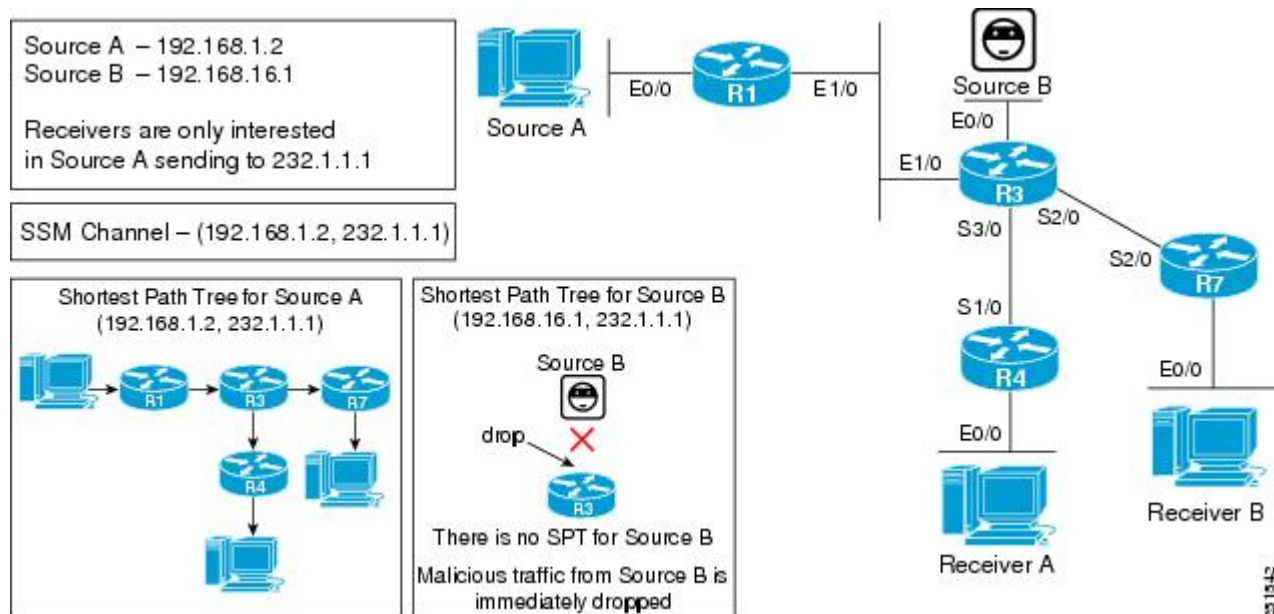 Source A – 192.168.1.2
Source B – 192.168.16.1
Receivers are only interested
in Source A sending to 232.1.1.1
SSM Channel – (192.168.1.2, 232.1.1.1)
Shortest Path Tree for Source A
(192.168.1.2, 232.1.1.1)
R1
R3
R7
R4
Shortest Path Tree for Source B
(192.168.16.1, 232.1.1.1)
Source B
drop
R3
There is no SPT for Source B
Malicious traffic from Source B is
immediately dropped
Source A
E0/0
R1
E1/0
Source B
E0/0
E1/0
R3
S3/0
S2/0
S2/0
R7
S1/0
R4
E0/0
E0/0
Receiver A
Receiver B